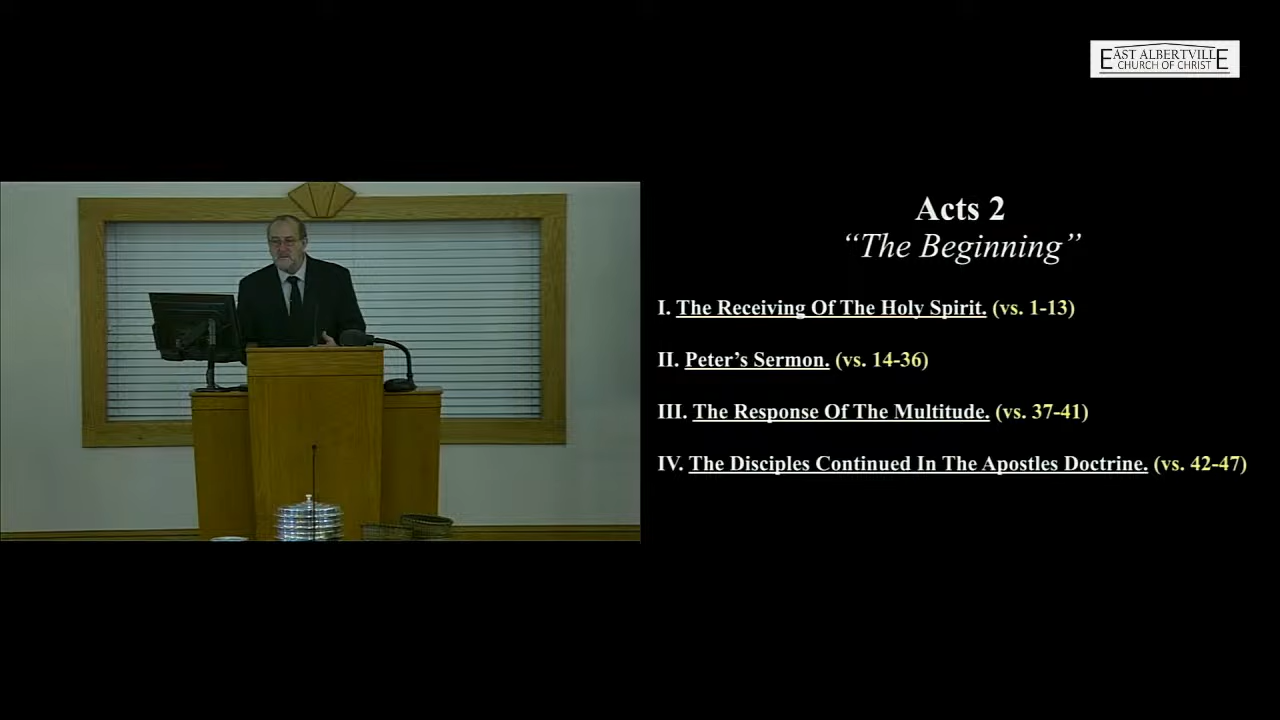 EAST ALBERTVILLE
CHURCH OF CHRIST
Acts 2
“The Beginning”
I. The Receiving Of The Holy Spirit. (vs. 1-13)
II. Peter’s Sermon. (vs. 14-36)
III. The Response Of The Multitude. (vs. 37-41)
IV. The Disciples Continued In The Apostles Doctrine. (vs. 42-47)